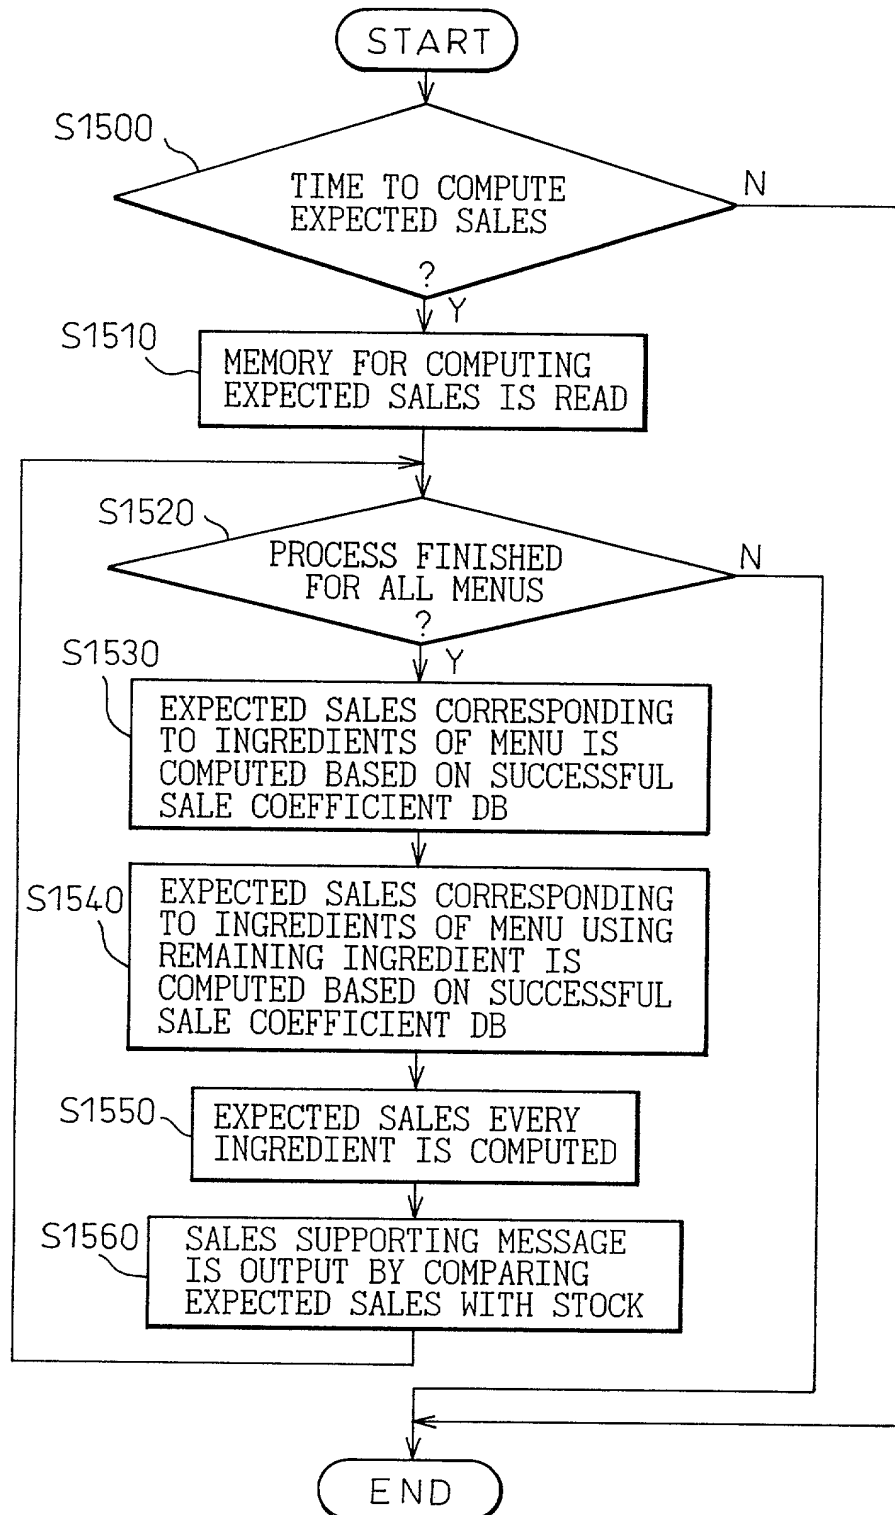 START
S1500
TIME TO COMPUTE
EXPECTED SALES
?
N
Y
S1510
MEMORY FOR COMPUTING
EXPECTED SALES IS READ
S1520
PROCESS FINISHED
FOR ALL MENUS
?
N
Y
S1530
EXPECTED SALES CORRESPONDING
TO INGREDIENTS OF MENU IS
COMPUTED BASED ON SUCCESSFUL
SALE COEFFICIENT DB
S1540
EXPECTED SALES CORRESPONDING
TO INGREDIENTS OF MENU USING
REMAINING INGREDIENT IS
COMPUTED BASED ON SUCCESSFUL
SALE COEFFICIENT DB
S1550
EXPECTED SALES EVERY
INGREDIENT IS COMPUTED
S1560
SALES SUPPORTING MESSAGE
IS OUTPUT BY COMPARING
EXPECTED SALES WITH STOCK
END